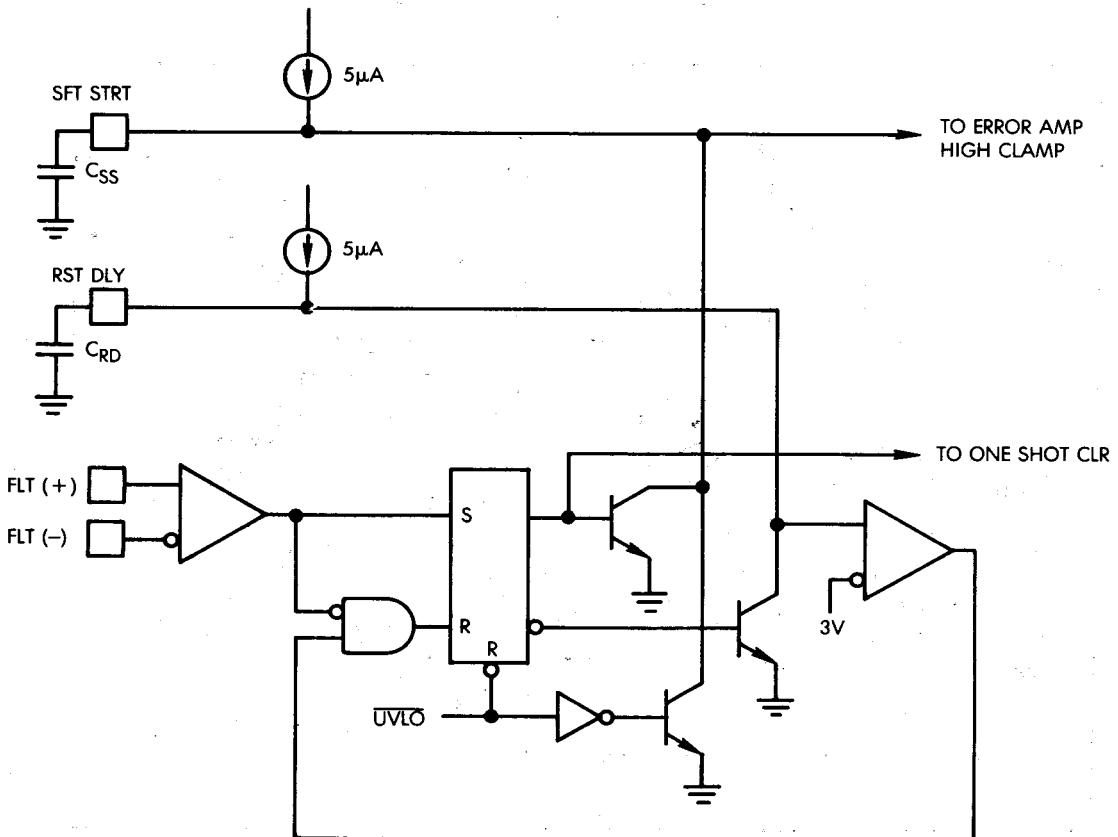 5µA
SFT STRT
TO ERROR AMP
HIGH CLAMP
CSS
5µA
RST DLY
CRD
TO ONE SHOT CLR
FLT (+)
S
FLT (−)
3V
R
R
UVLO